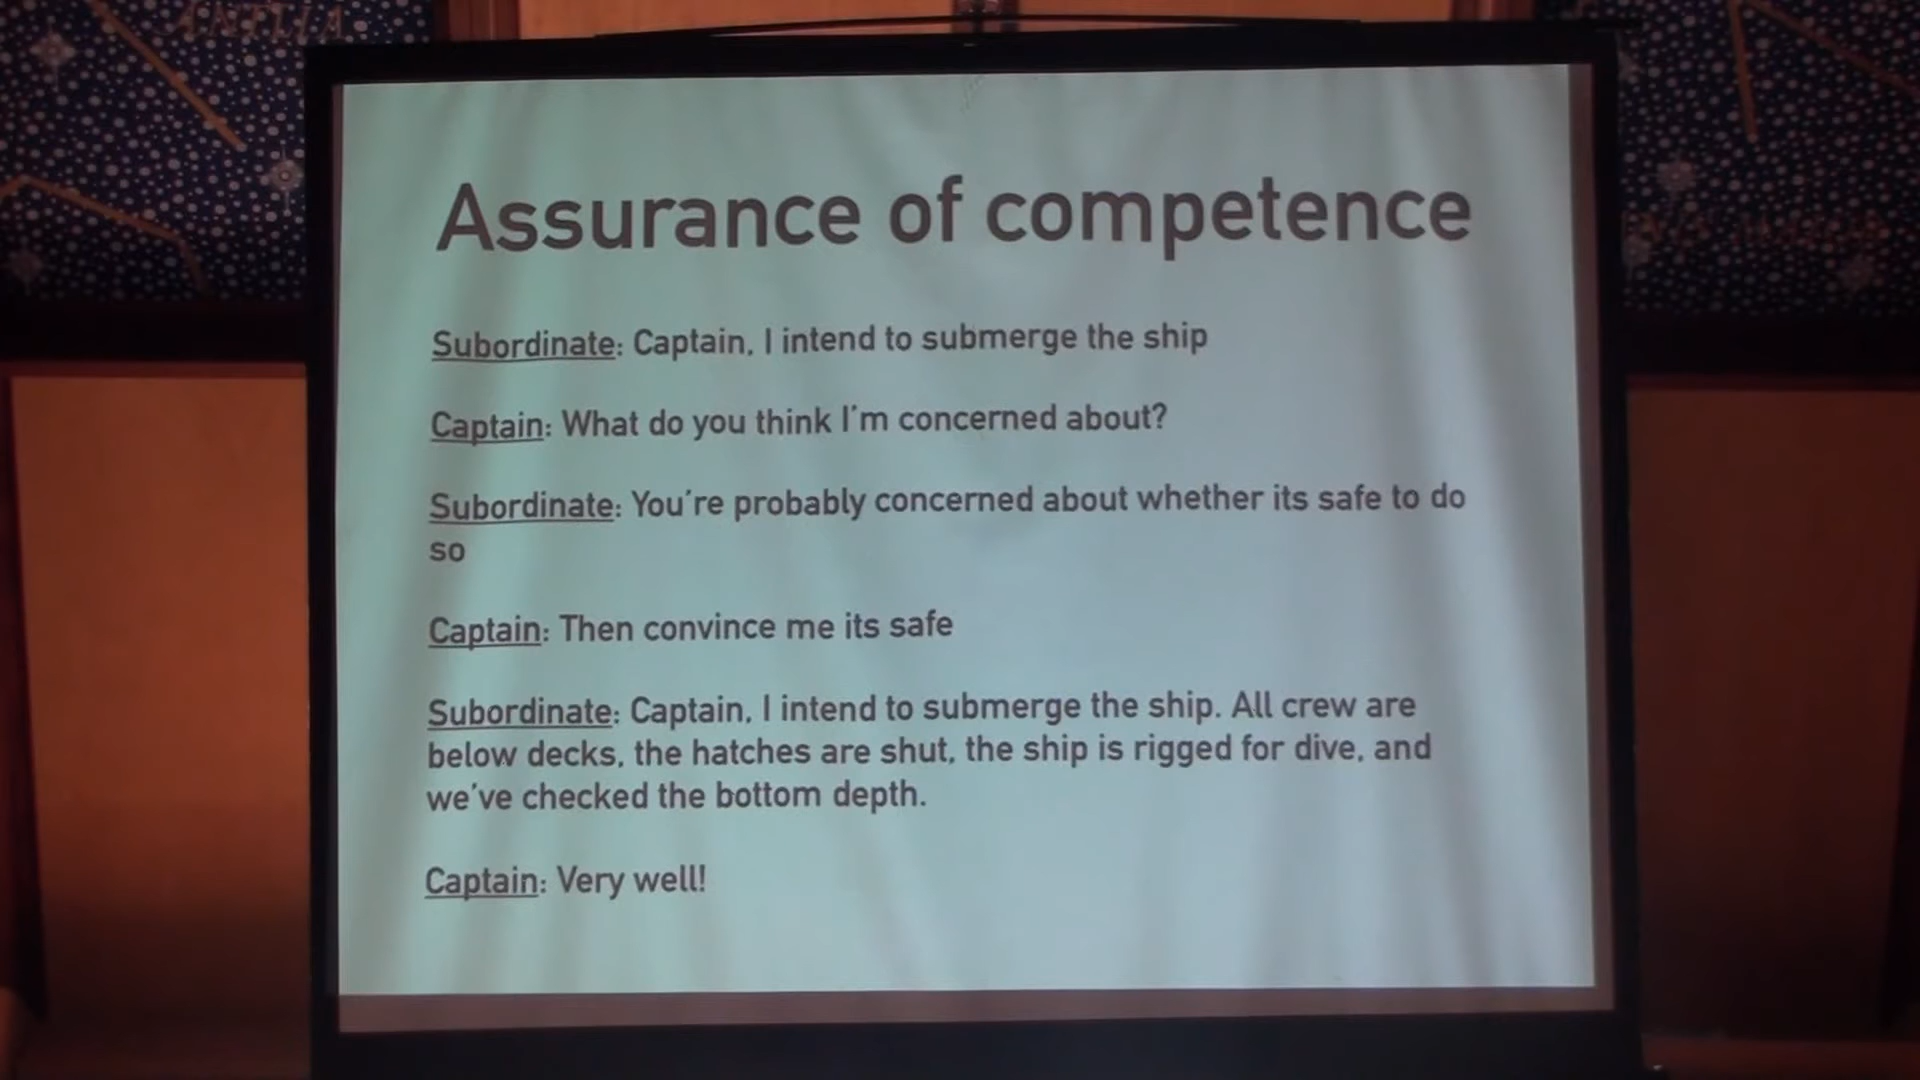 Assurance of competence
Subordinate: Captain, I intend to submerge the ship
Captain: What do you think I'm concerned about?
Subordinate: You're probably concerned about whether its safe to do
so
Captain: Then convince me its safe
Subordinate: Captain, I intend to submerge the ship. All crew are
below decks, the hatches are shut, the ship is rigged for dive, and
we've checked the bottom depth.
Captain: Very well!